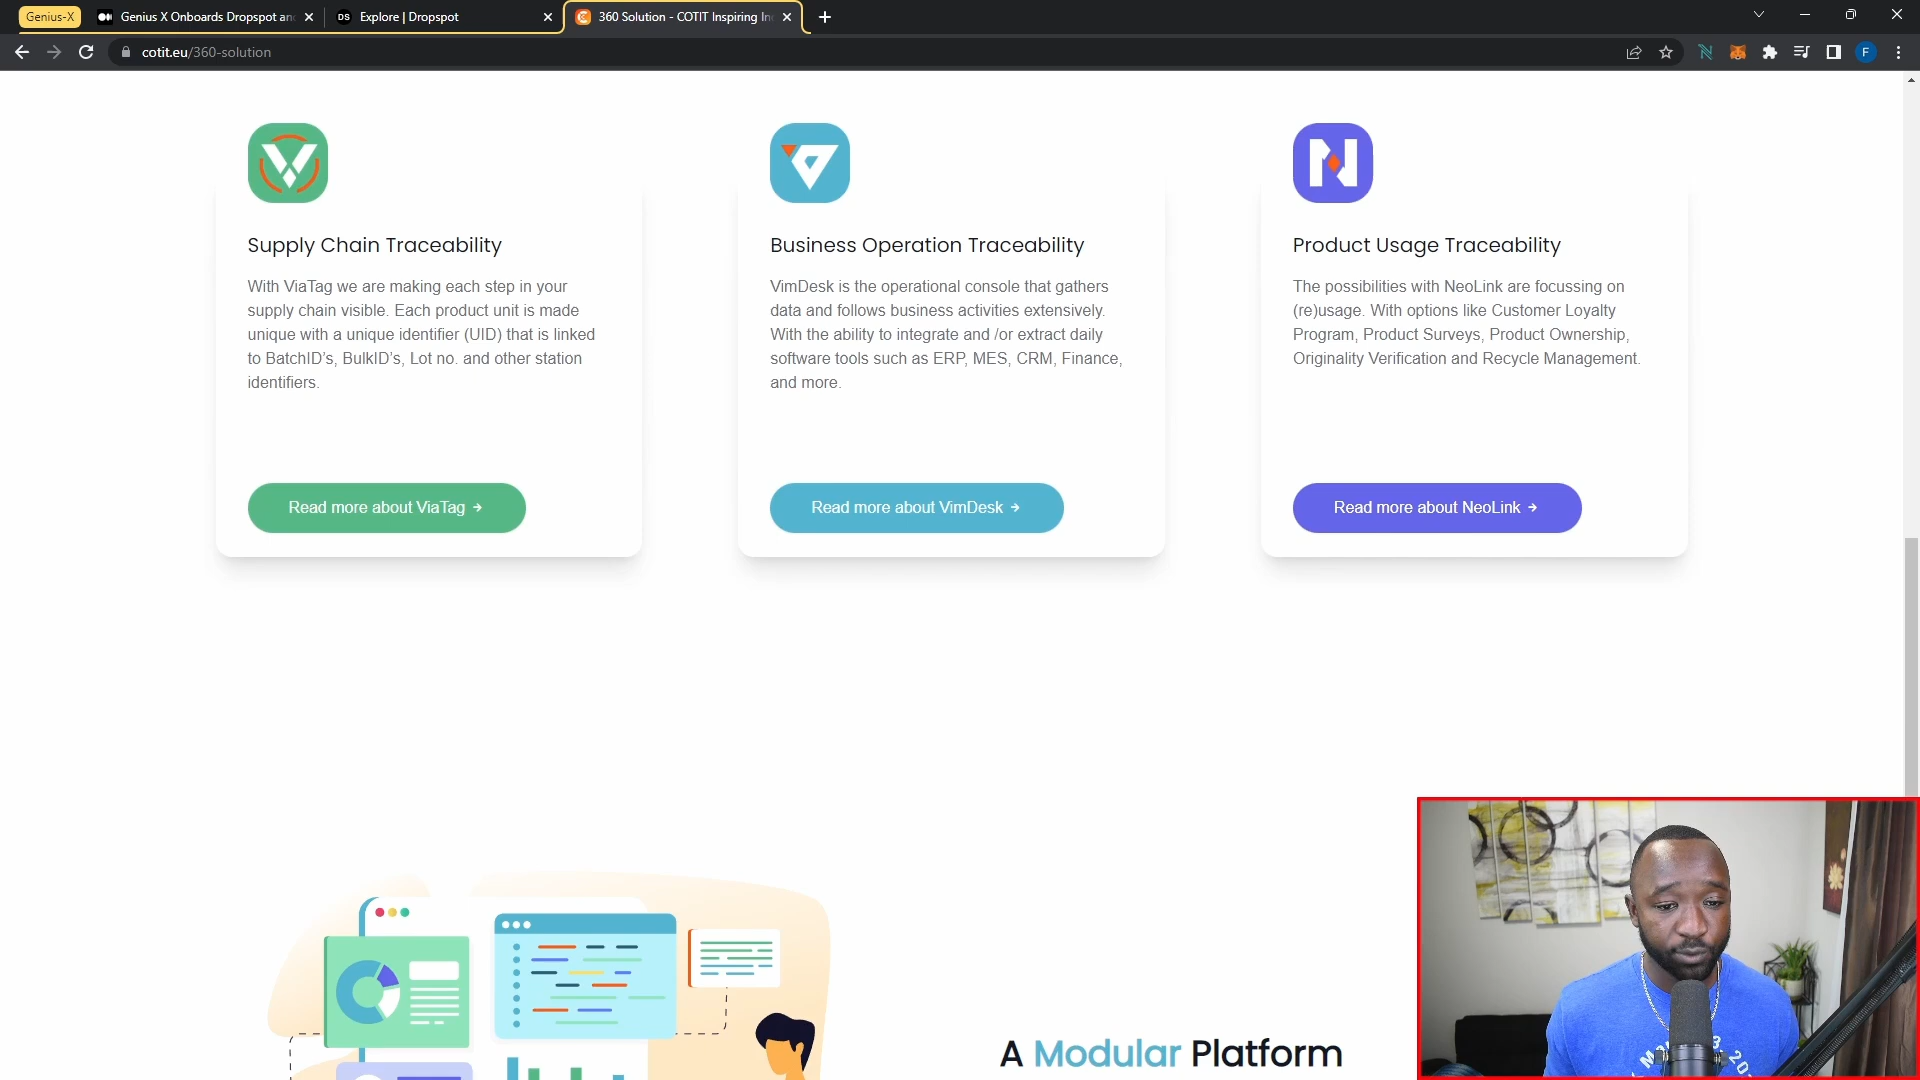 Genius-X
Genius X Onboards Dropspot an
DS
Explore | Dropspot
360 Solution - COTIT Inspiring In
cotit.eu/360-solution
F
Supply Chain Traceability
With ViaTag we are making each step in your
supply chain visible. Each product unit is made
unique with a unique identifier (UID) that is linked
to BatchID’s, BulkID’s, Lot no. and other station
identifiers.
Read more about ViaTag →
Business Operation Traceability
VimDesk is the operational console that gathers
data and follows business activities extensively.
With the ability to integrate and /or extract daily
software tools such as ERP, MES, CRM, Finance,
and more.
Read more about VimDesk →
Product Usage Traceability
The possibilities with NeoLink are focussing on
(re)usage. With options like Customer Loyalty
Program, Product Surveys, Product Ownership,
Originality Verification and Recycle Management.
Read more about NeoLink →
A Modular Platform